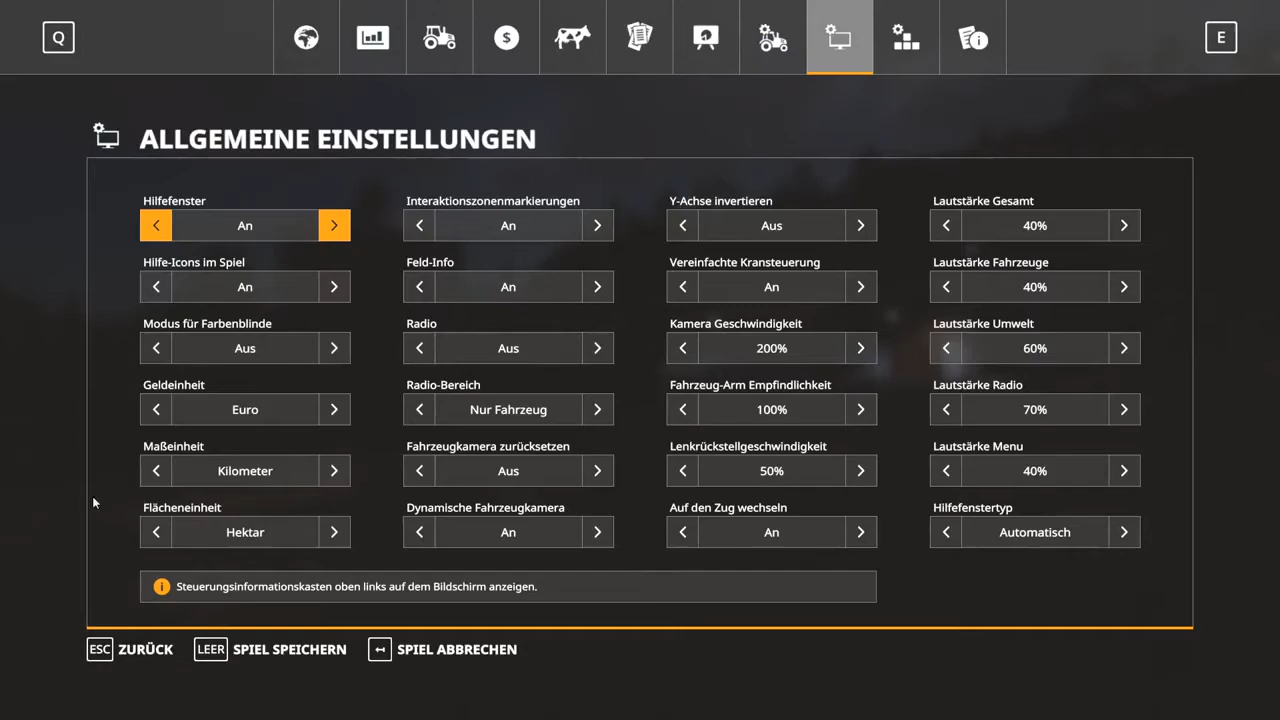 Q
E
ALLGEMEINE EINSTELLUNGEN
Hilfefenster
An
Hilfe-Icons im Spiel
An
Modus für Farbenblinde
Aus
Geldeinheit
Euro
Maßeinheit
Kilometer
Flächeneinheit
Hektar
Interaktionszonenmarkierungen
An
Feld-Info
An
Radio
Aus
Radio-Bereich
Nur Fahrzeug
Fahrzeugkamera zurücksetzen
Aus
Dynamische Fahrzeugkamera
An
Y-Achse invertieren
Aus
Vereinfachte Kransteuerung
An
Kamera Geschwindigkeit
200%
Fahrzeug-Arm Empfindlichkeit
100%
Lenkrückstellgeschwindigkeit
50%
Auf den Zug wechseln
An
Lautstärke Gesamt
40%
Lautstärke Fahrzeuge
40%
Lautstärke Umwelt
60%
Lautstärke Radio
70%
Lautstärke Menu
40%
Hilfefenstertyp
Automatisch
Steuerungsinformationskasten oben links auf dem Bildschirm anzeigen.
ESC ZURÜCK LEER SPIEL SPEICHERN SPIEL ABBRECHEN